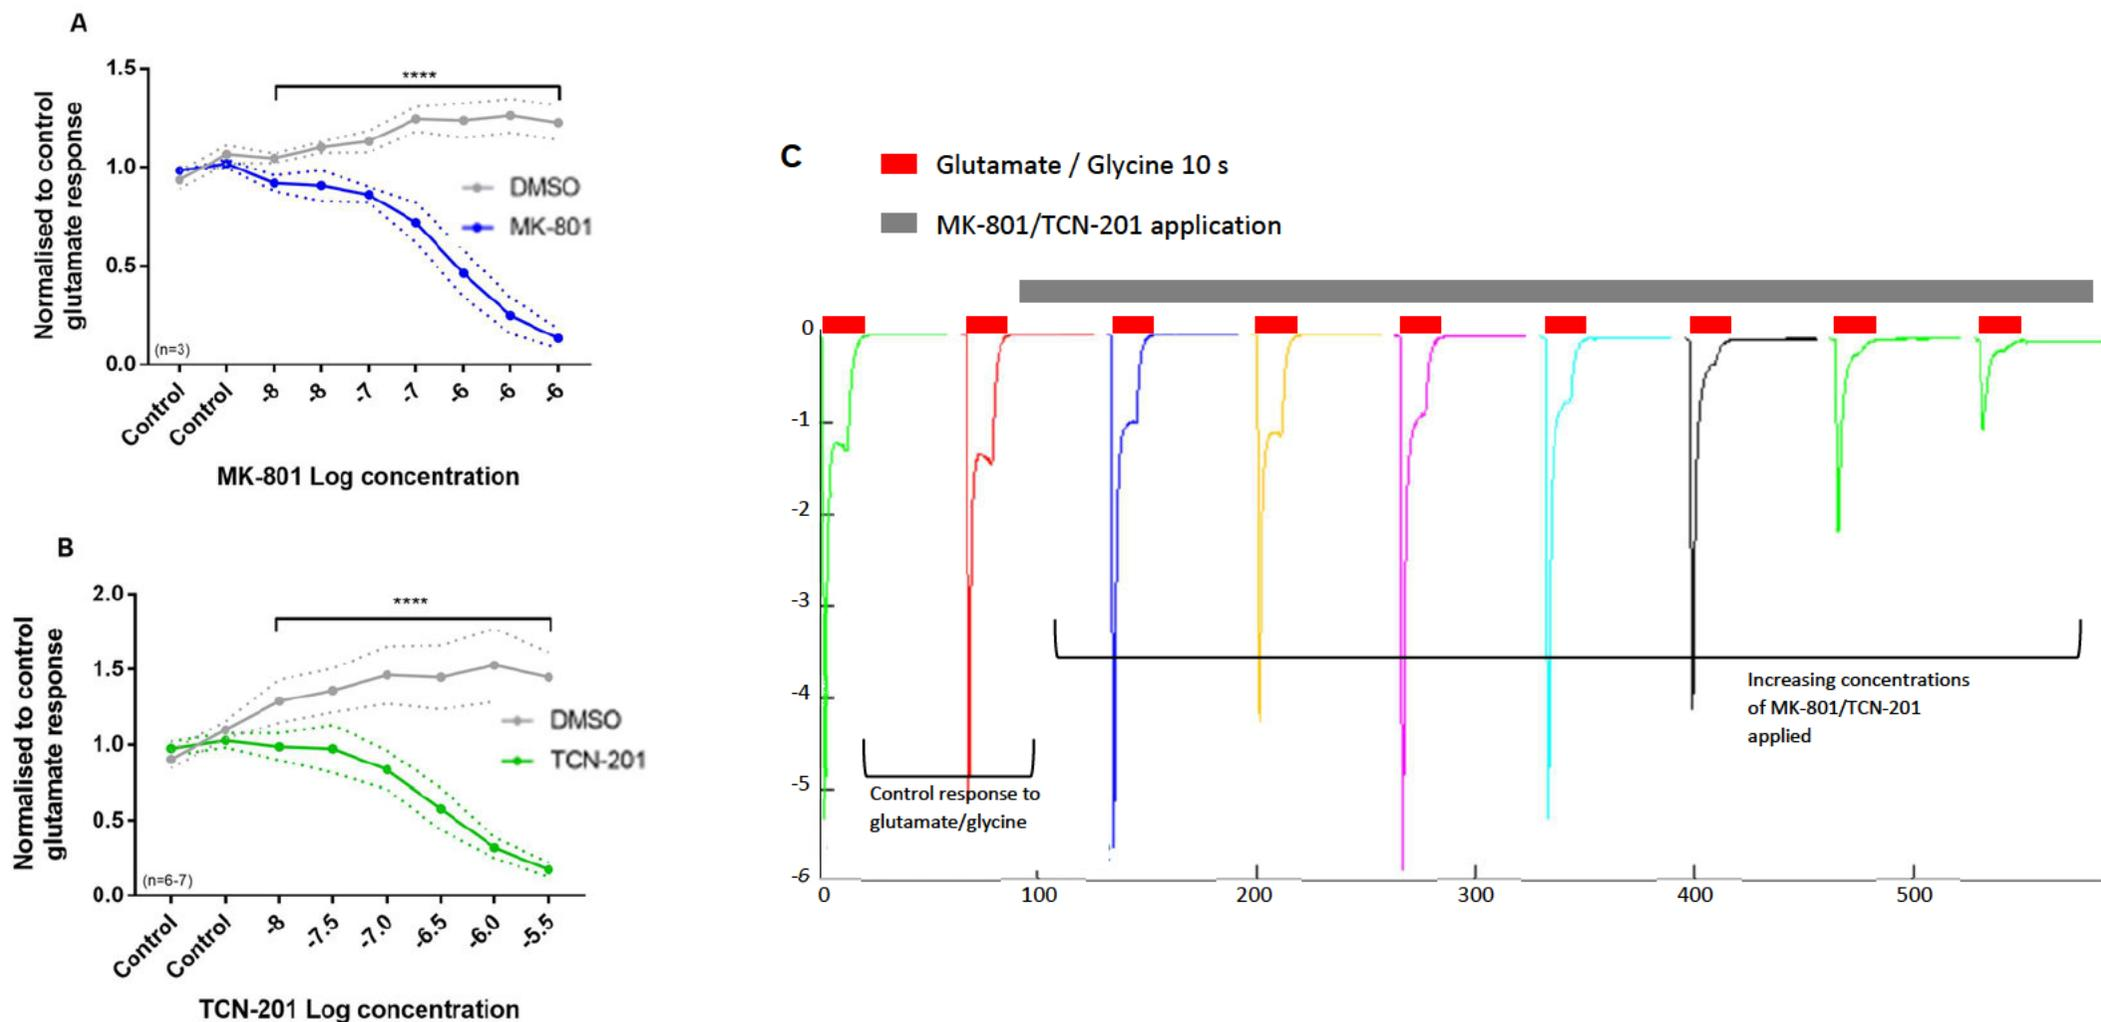 A
Normalised to control
glutamate response
1.5
1.0
0.5
0.0
****
DMSO
MK-801
(n=3)
Control
Control
-8
-8
-7
-7
-6
-6
-6
MK-801 Log concentration
B
Normalised to control
glutamate response
2.0
1.5
1.0
0.5
0.0
****
DMSO
TCN-201
(n=6-7)
Control
Control
-8
-7.5
-7.0
-6.5
-6.0
-5.5
TCN-201 Log concentration
C
Glutamate / Glycine 10 s
MK-801/TCN-201 application
0
-1
-2
-3
-4
-5
-6
Control response to
glutamate/glycine
Increasing concentrations
of MK-801/TCN-201
applied
0
100
200
300
400
500